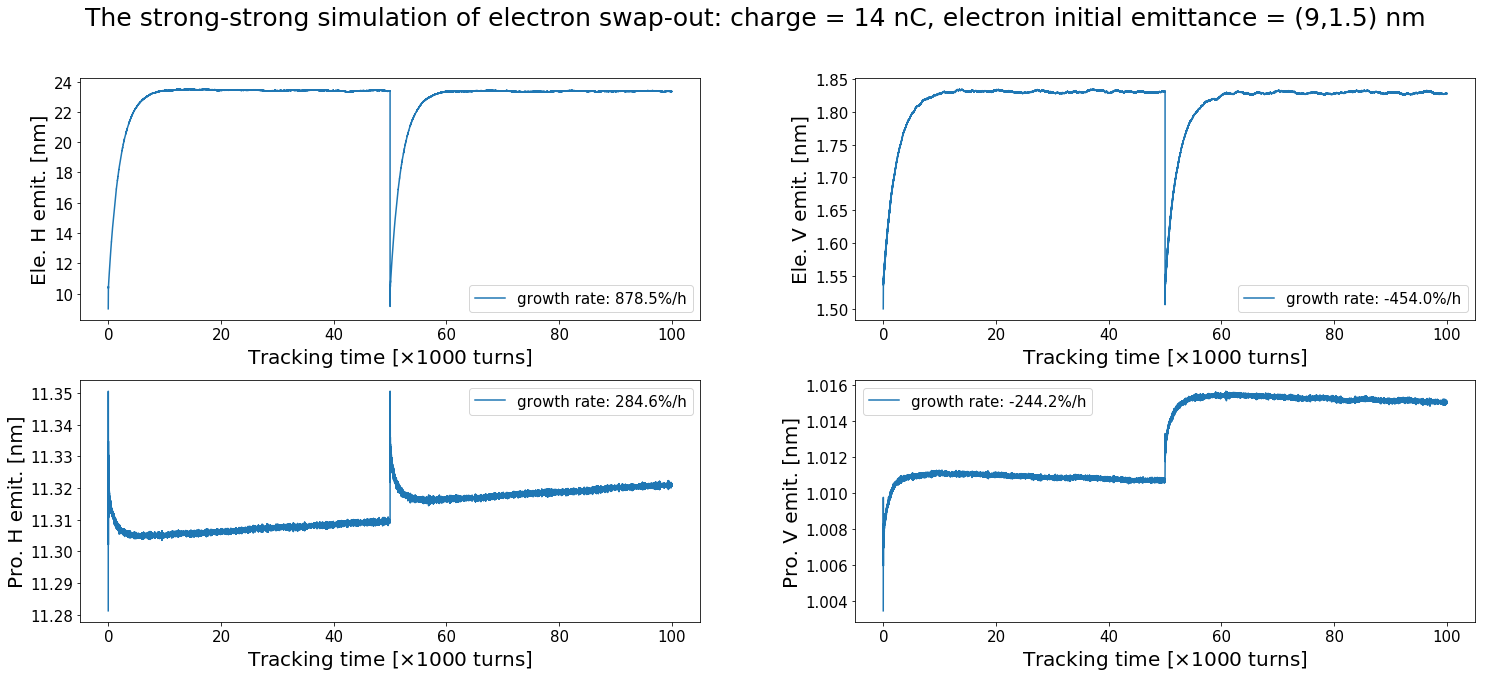 The strong-strong simulation of electron swap-out: charge = 14 nC, electron initial emittance = (9,1.5) nm
Ele. H emit. [nm]
24
22
20
18
16
14
12
10
growth rate: 878.5%/h
0 20 40 60 80 100
Tracking time [×1000 turns]
Ele. V emit. [nm]
1.85
1.80
1.75
1.70
1.65
1.60
1.55
1.50
growth rate: -454.0%/h
0 20 40 60 80 100
Tracking time [×1000 turns]
Pro. H emit. [nm]
11.35
11.34
11.33
11.32
11.31
11.30
11.29
11.28
growth rate: 284.6%/h
0 20 40 60 80 100
Tracking time [×1000 turns]
Pro. V emit. [nm]
1.016
1.014
1.012
1.010
1.008
1.006
1.004
growth rate: -244.2%/h
0 20 40 60 80 100
Tracking time [×1000 turns]